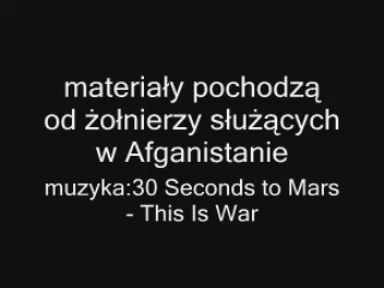 materiały pochodzą
od żołnierzy służących
w Afganistanie
muzyka:30 Seconds to Mars
- This Is War